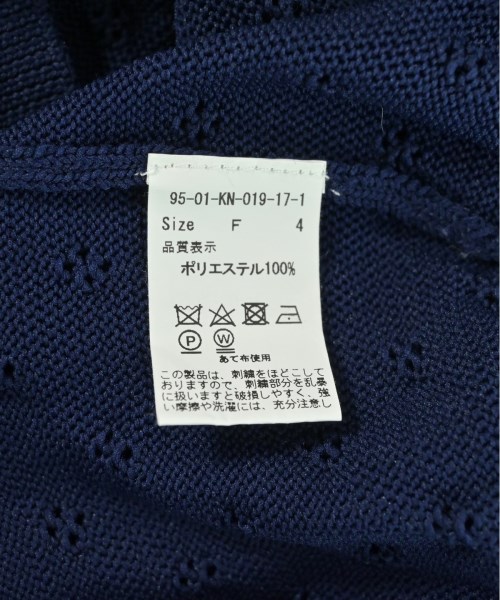 95-01-KN-019-17-1
Size F 4
品質表示
ポリエステル100%
P W
あて布使用
この製品は、刺繍をほどこして
おりますので、刺繍部分を乱暴
に扱いますと破損しやすく、強
い摩擦や洗濯には、充分注意し